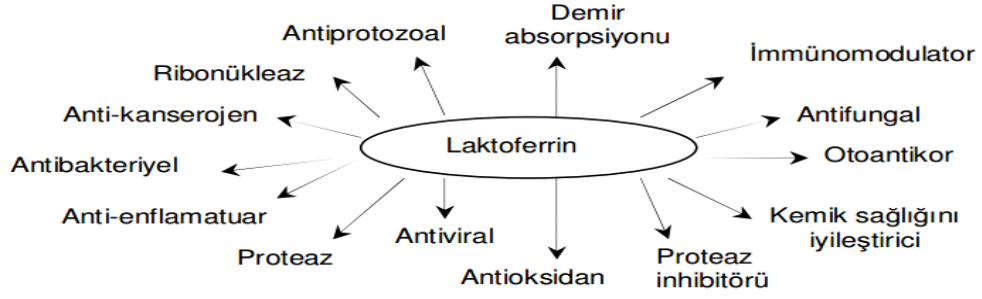 Demir
absorpsiyonu
Antiprotozoal
İmmünomodulator
Ribonükleaz
Anti-kanserojen
Antifungal
Laktoferrin
Otoantikor
Antibakteriyel
Anti-enflamatuar
Kemik sağlığını
iyileştirici
Antiviral
Proteaz
Proteaz
inhibitörü
Antioksidan